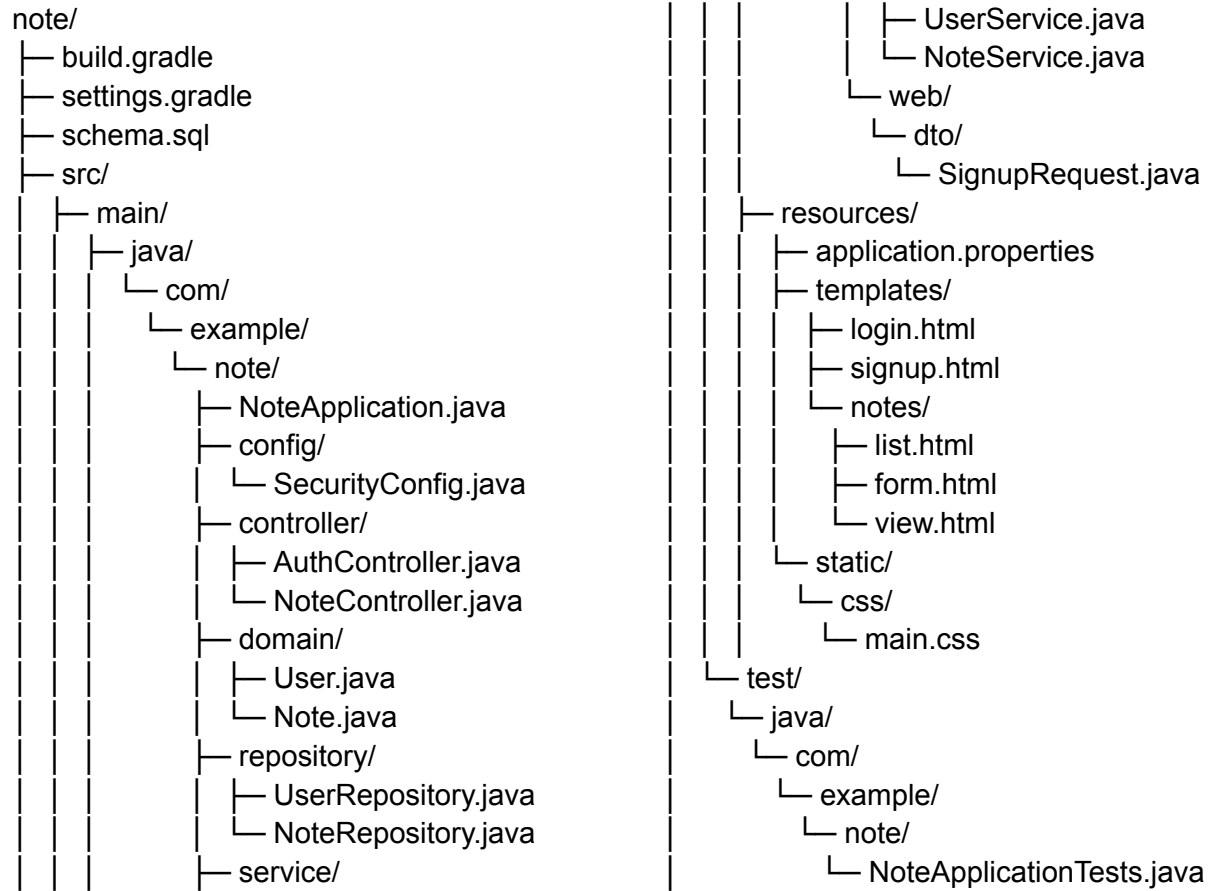 note/
├── build.gradle
├── settings.gradle
├── schema.sql
├── src/
│ ├── main/
│ │ ├── java/
│ │ │ └── com/
│ │ │ └── example/
│ │ │ └── note/
│ │ │ ├── NoteApplication.java
│ │ │ ├── config/
│ │ │ │ └── SecurityConfig.java
│ │ │ ├── controller/
│ │ │ │ ├── AuthController.java
│ │ │ │ └── NoteController.java
│ │ │ ├── domain/
│ │ │ │ ├── User.java
│ │ │ │ └── Note.java
│ │ │ ├── repository/
│ │ │ │ ├── UserRepository.java
│ │ │ │ └── NoteRepository.java
│ │ │ ├── service/
│ │ │ │ ├── UserService.java
│ │ │ │ └── NoteService.java
│ │ │ └── web/
│ │ │ └── dto/
│ │ │ └── SignupRequest.java
│ │ ├── resources/
│ │ │ ├── application.properties
│ │ │ ├── templates/
│ │ │ │ ├── login.html
│ │ │ │ ├── signup.html
│ │ │ │ └── notes/
│ │ │ │ ├── list.html
│ │ │ │ ├── form.html
│ │ │ │ └── view.html
│ │ │ └── static/
│ │ │ └── css/
│ │ │ └── main.css
│ └── test/
│ └── java/
│ └── com/
│ └── example/
│ └── note/
│ └── NoteApplicationTests.java